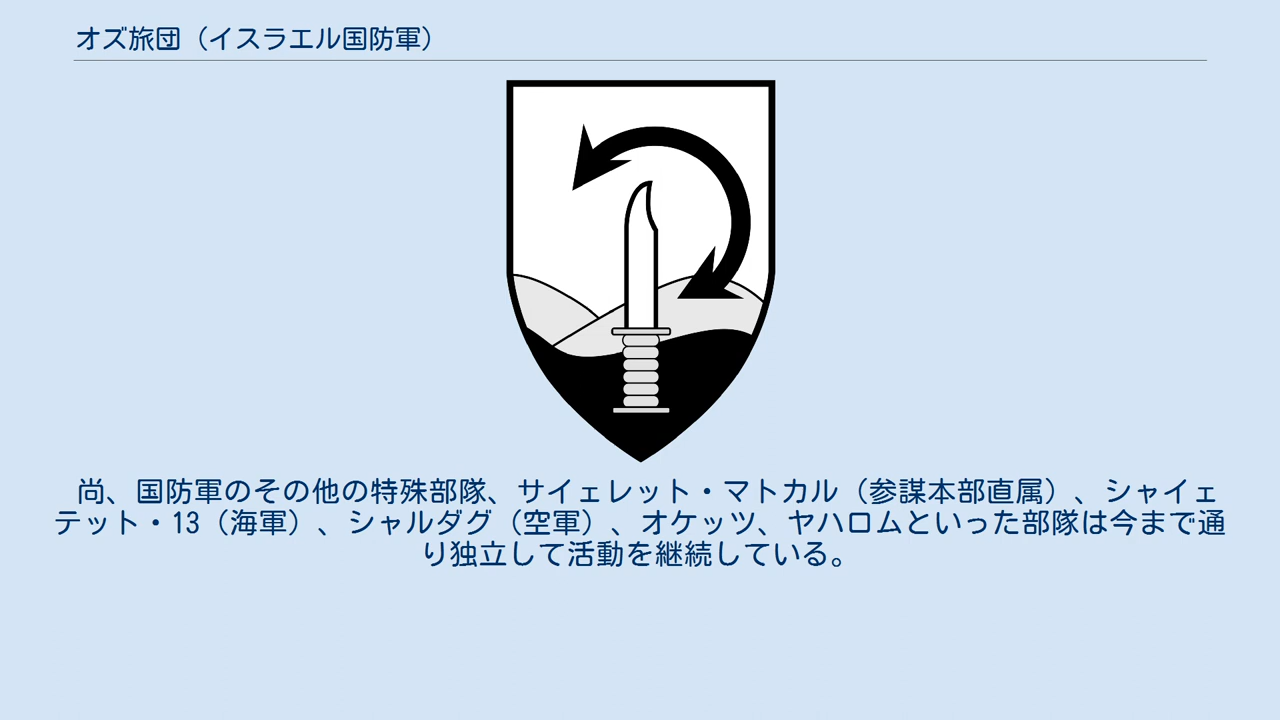 オズ旅団（イスラエル国防軍）
尚、国防軍のその他の特殊部隊、サイェレット・マトカル（参謀本部直属）、シャイェ
テット・13（海軍）、シャルダグ（空軍）、オケッツ、ヤハロムといった部隊は今まで通
り独立して活動を継続している。